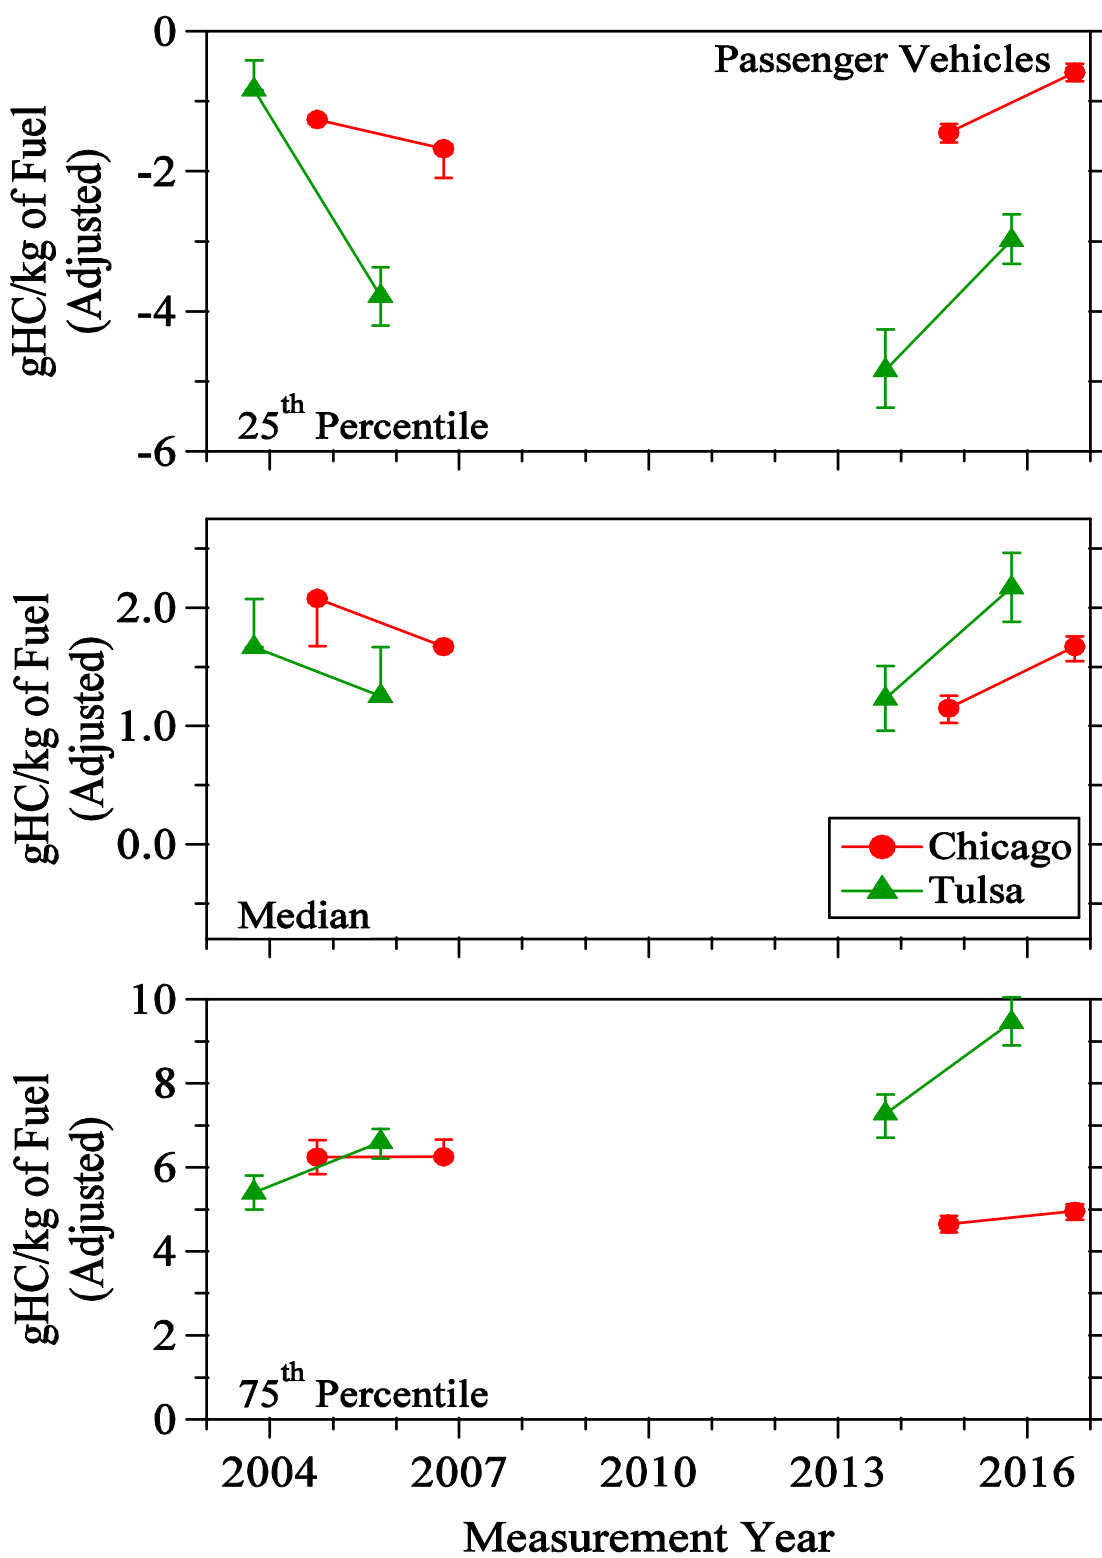 0
Passenger Vehicles
-2
-4
-6
gHC/kg of Fuel
(Adjusted)
25th Percentile
2.0
1.0
0.0
gHC/kg of Fuel
(Adjusted)
Chicago
Tulsa
Median
10
8
6
4
2
0
gHC/kg of Fuel
(Adjusted)
75th Percentile
2004 2007 2010 2013 2016
Measurement Year